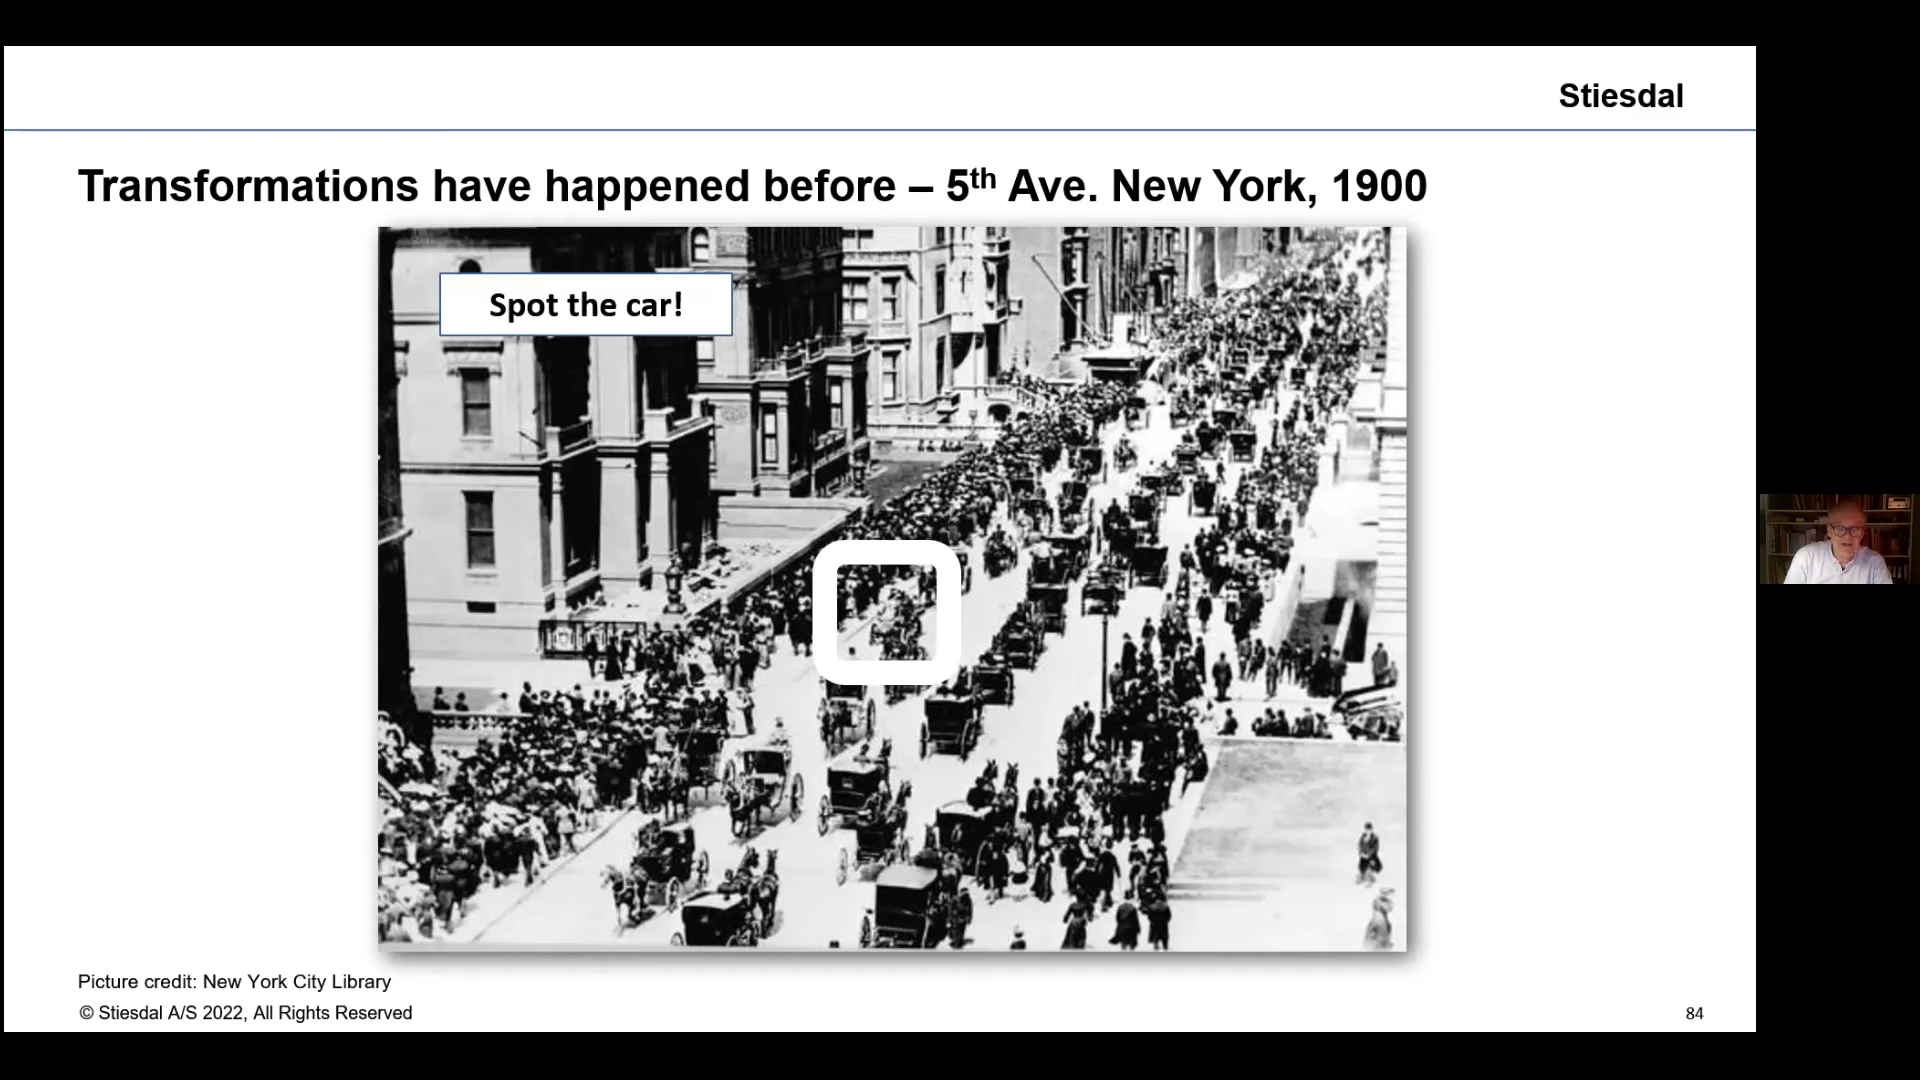 Stiesdal
Transformations have happened before – 5th Ave. New York, 1900
Spot the car!
Picture credit: New York City Library
© Stiesdal A/S 2022, All Rights Reserved
84